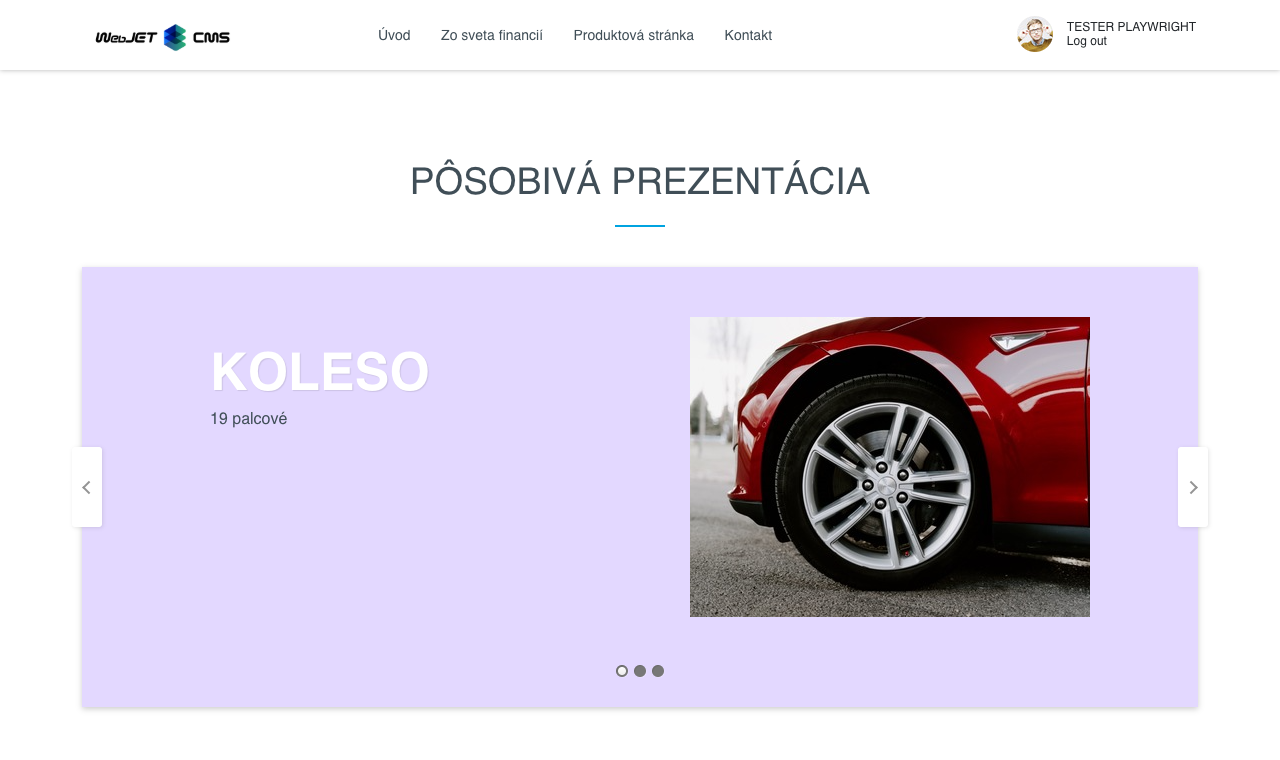 WebJET CMS
Úvod
Zo sveta financií
Produktová stránka
Kontakt
TESTER PLAYWRIGHT
Log out
PÔSOBIVÁ PREZENTÁCIA
KOLESO
19 palcové